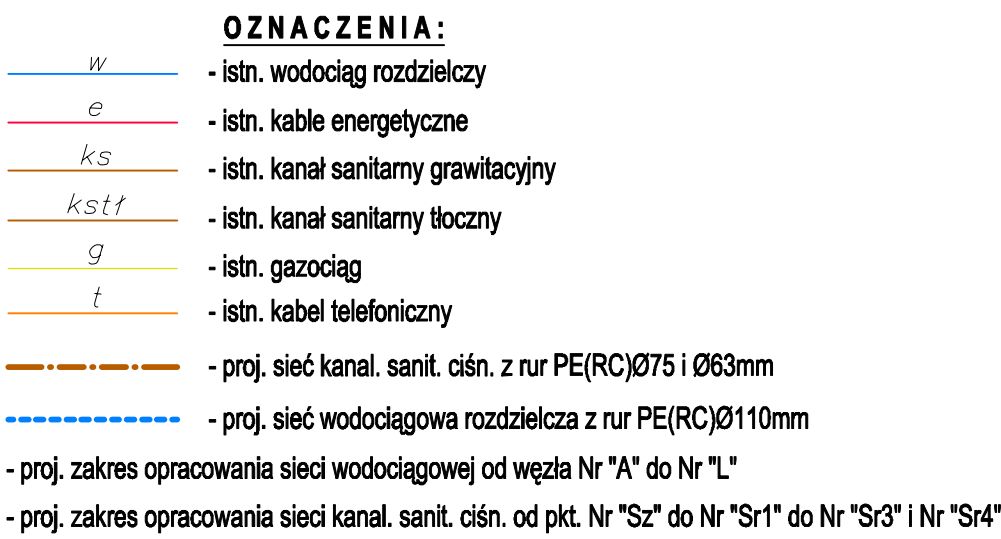 OZNACZENIA:
w - istn. wodociąg rozdzielczy
e - istn. kable energetyczne
ks - istn. kanał sanitarny grawitacyjny
kstł - istn. kanał sanitarny tłoczny
g - istn. gazociąg
t - istn. kabel telefoniczny
- proj. sieć kanal. sanit. ciśn. z rur PE(RC)Ø75 i Ø63mm
- proj. sieć wodociągowa rozdzielcza z rur PE(RC)Ø110mm
- proj. zakres opracowania sieci wodociągowej od węzła Nr "A" do Nr "L"
- proj. zakres opracowania sieci kanal. sanit. ciśn. od pkt. Nr "Sz" do Nr "Sr1" do Nr "Sr3" i Nr "Sr4"